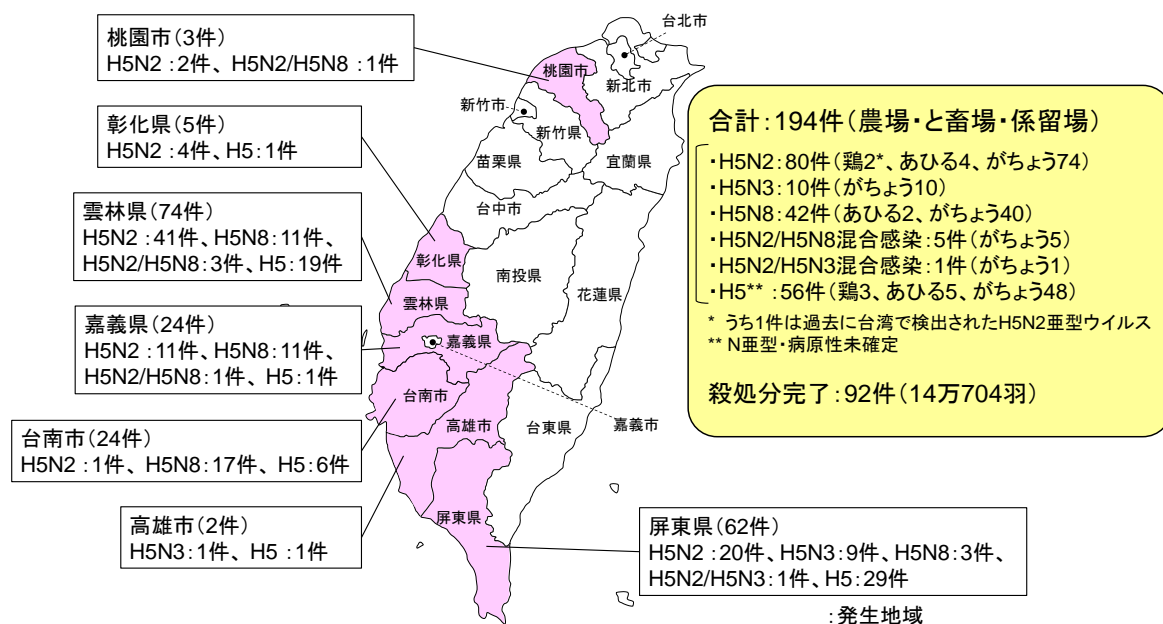 桃園市(3件)
H5N2:2件、H5N2/H5N8:1件
彰化県(5件)
H5N2:4件、H5:1件
雲林県(74件)
H5N2:41件、H5N8:11件、
H5N2/H5N8:3件、H5:19件
嘉義県(24件)
H5N2:11件、H5N8:11件、
H5N2/H5N8:1件、H5:1件
台南市(24件)
H5N2:1件、H5N8:17件、H5:6件
高雄市(2件)
H5N3:1件、H5:1件
台北市
桃園市
新北市
新竹市
新竹県
苗栗県
宜蘭県
台中市
彰化県
南投県
花蓮県
雲林県
嘉義県
台南市
嘉義市
高雄市
台東県
屏東県
合計:194件(農場・と畜場・係留場)
・H5N2:80件(鶏2*、あひる4、がちょう74)
・H5N3:10件(がちょう10)
・H5N8:42件(あひる2、がちょう40)
・H5N2/H5N8混合感染:5件(がちょう5)
・H5N2/H5N3混合感染:1件(がちょう1)
・H5**:56件(鶏3、あひる5、がちょう48)
* うち1件は過去に台湾で検出されたH5N2亜型ウイルス
** N亜型・病原性未確定
殺処分完了:92件(14万704羽)
屏東県(62件)
H5N2:20件、H5N3:9件、H5N8:3件、
H5N2/H5N3:1件、H5:29件
:発生地域